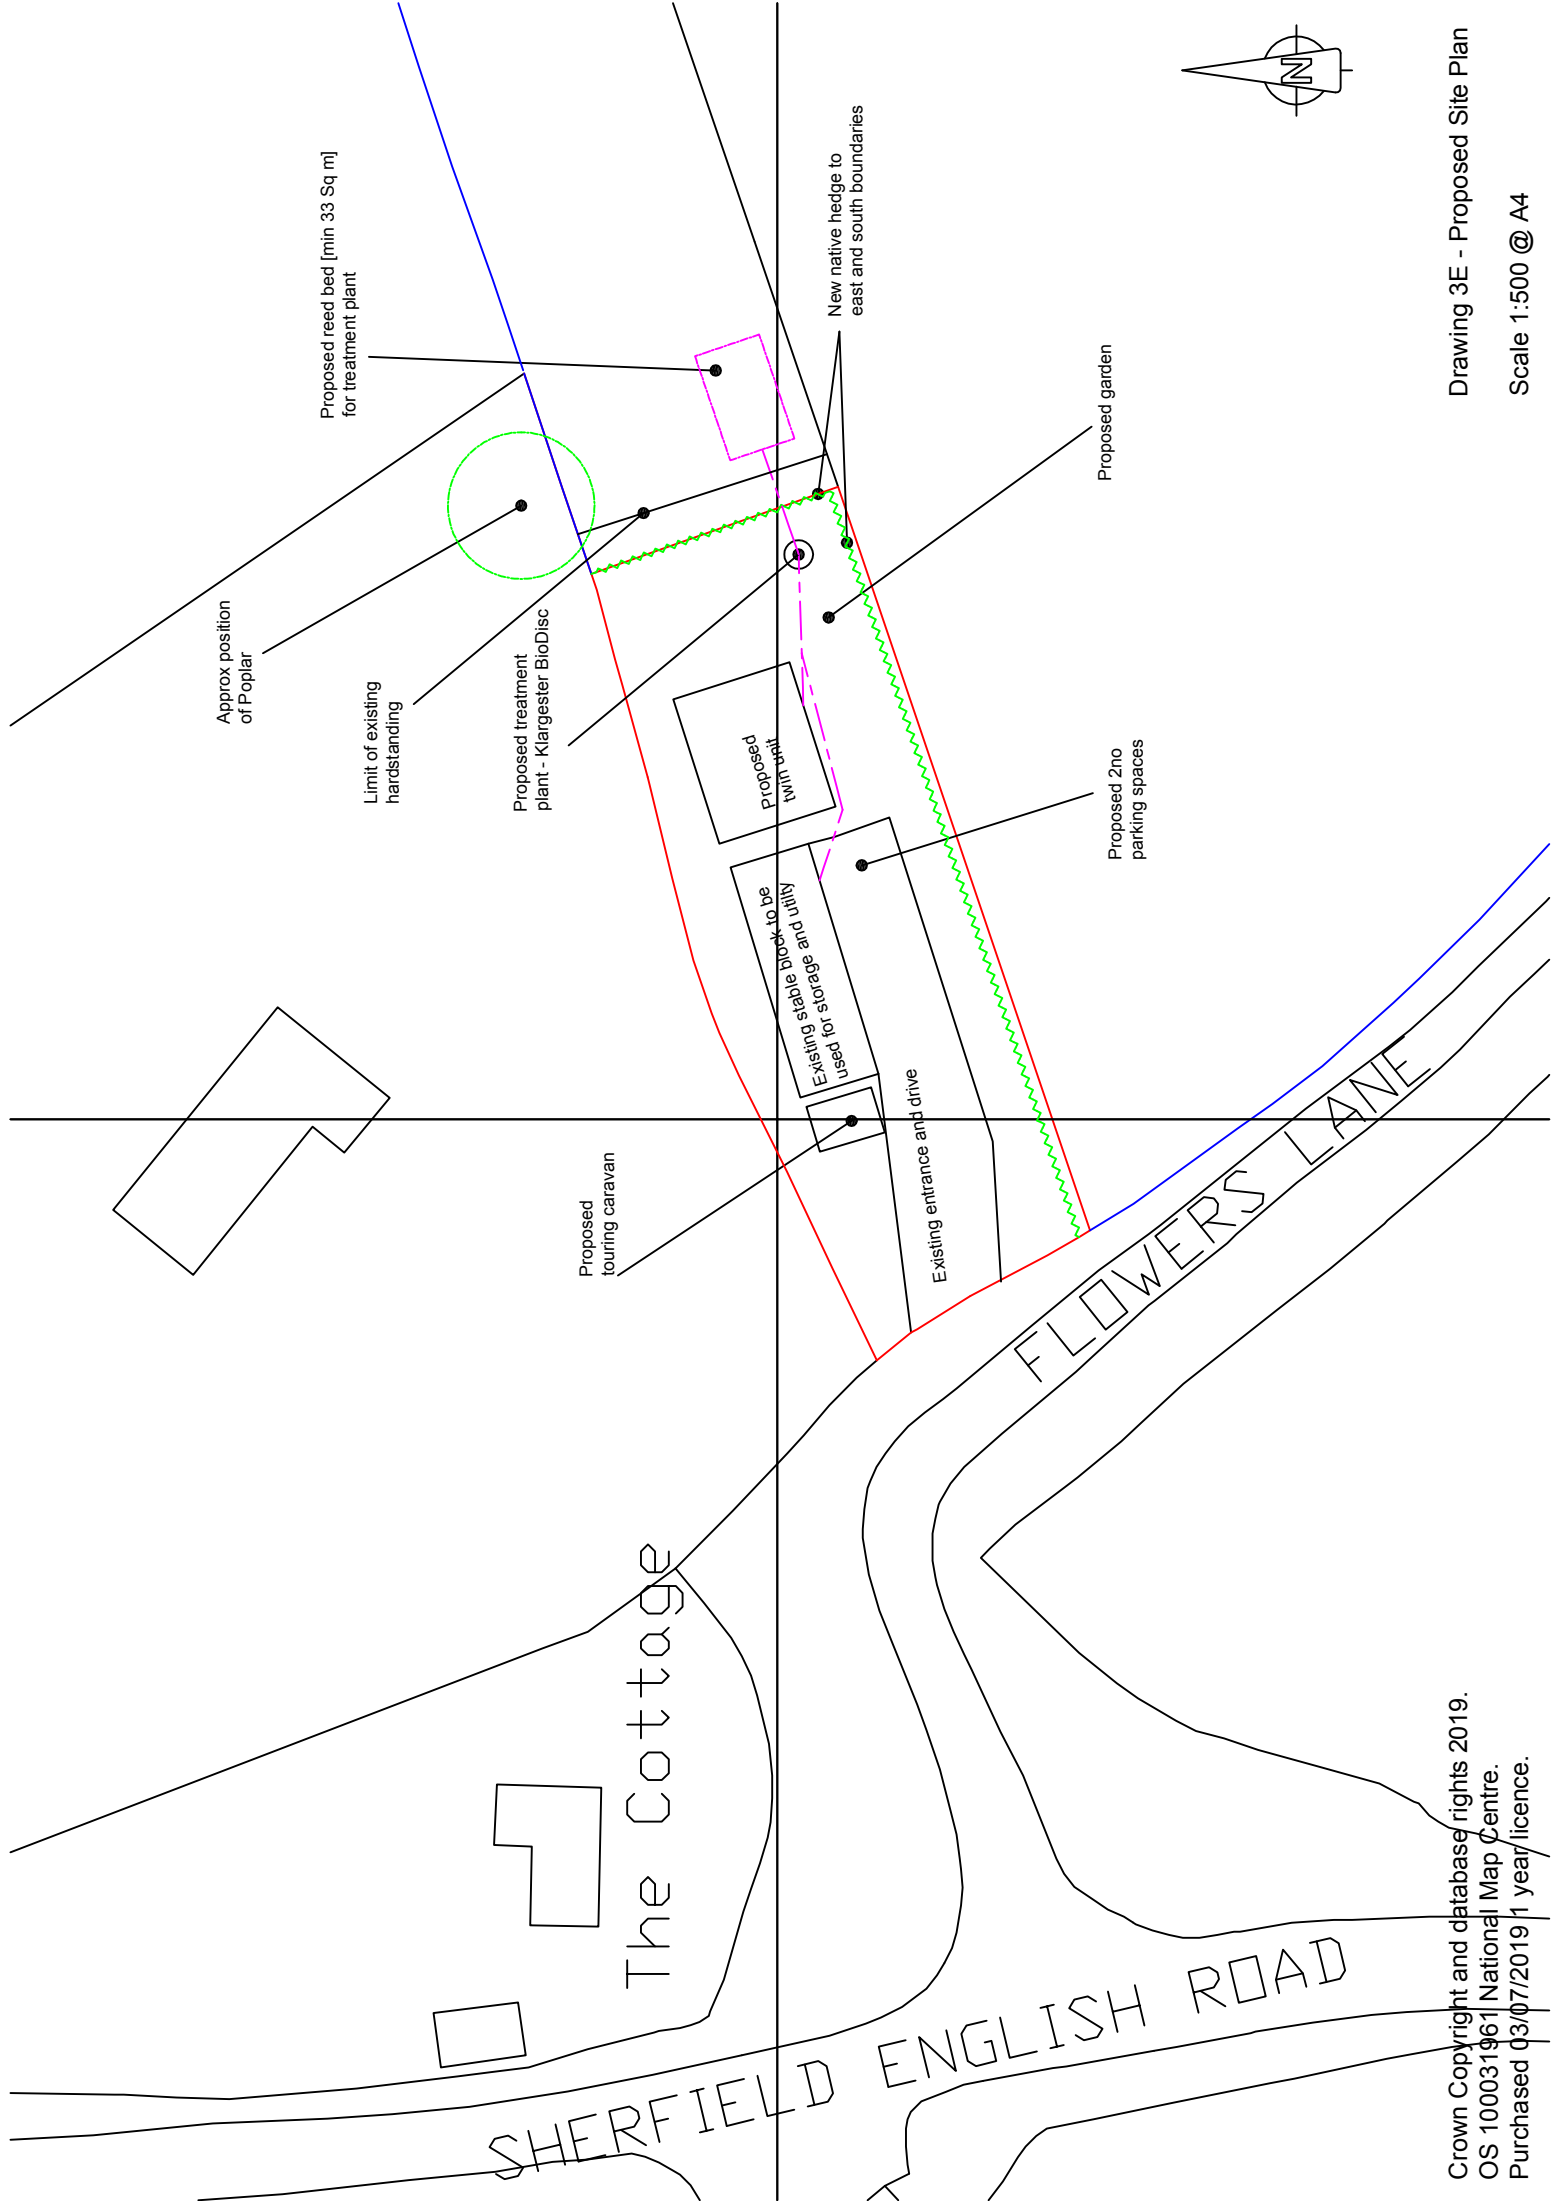 Approx position
of Poplar
Proposed reed bed [min 33 Sq m]
for treatment plant
Limit of existing
hardstanding
Proposed treatment
plant - Klargester BioDisc
New native hedge to
east and south boundaries
Proposed
twin unit
Existing stable block to be
used for storage and utility
Proposed
touring caravan
Existing entrance and drive
Proposed garden
Proposed 2no
parking spaces
The Cottage
FLOWERS LANE
SHERFIELD ENGLISH ROAD
N
Drawing 3E - Proposed Site Plan
Scale 1:500 @ A4
Crown Copyright and database rights 2019.
OS 100031961 National Map Centre.
Purchased 03/07/2019 1 year licence.